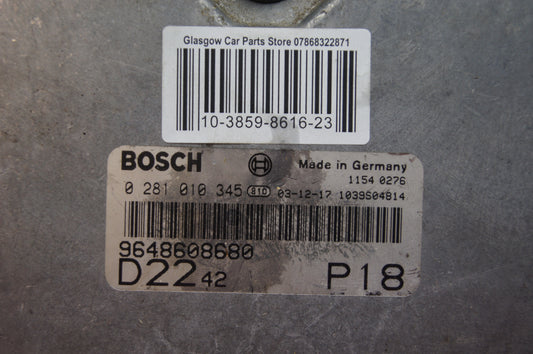 Glasgow Car Parts Store 07868322871
10-3859-8616-23
BOSCH Made in Germany
1154 0276
0 281 010 345 810 03-12-17 1039S04814
9648608680
D22 42 P18